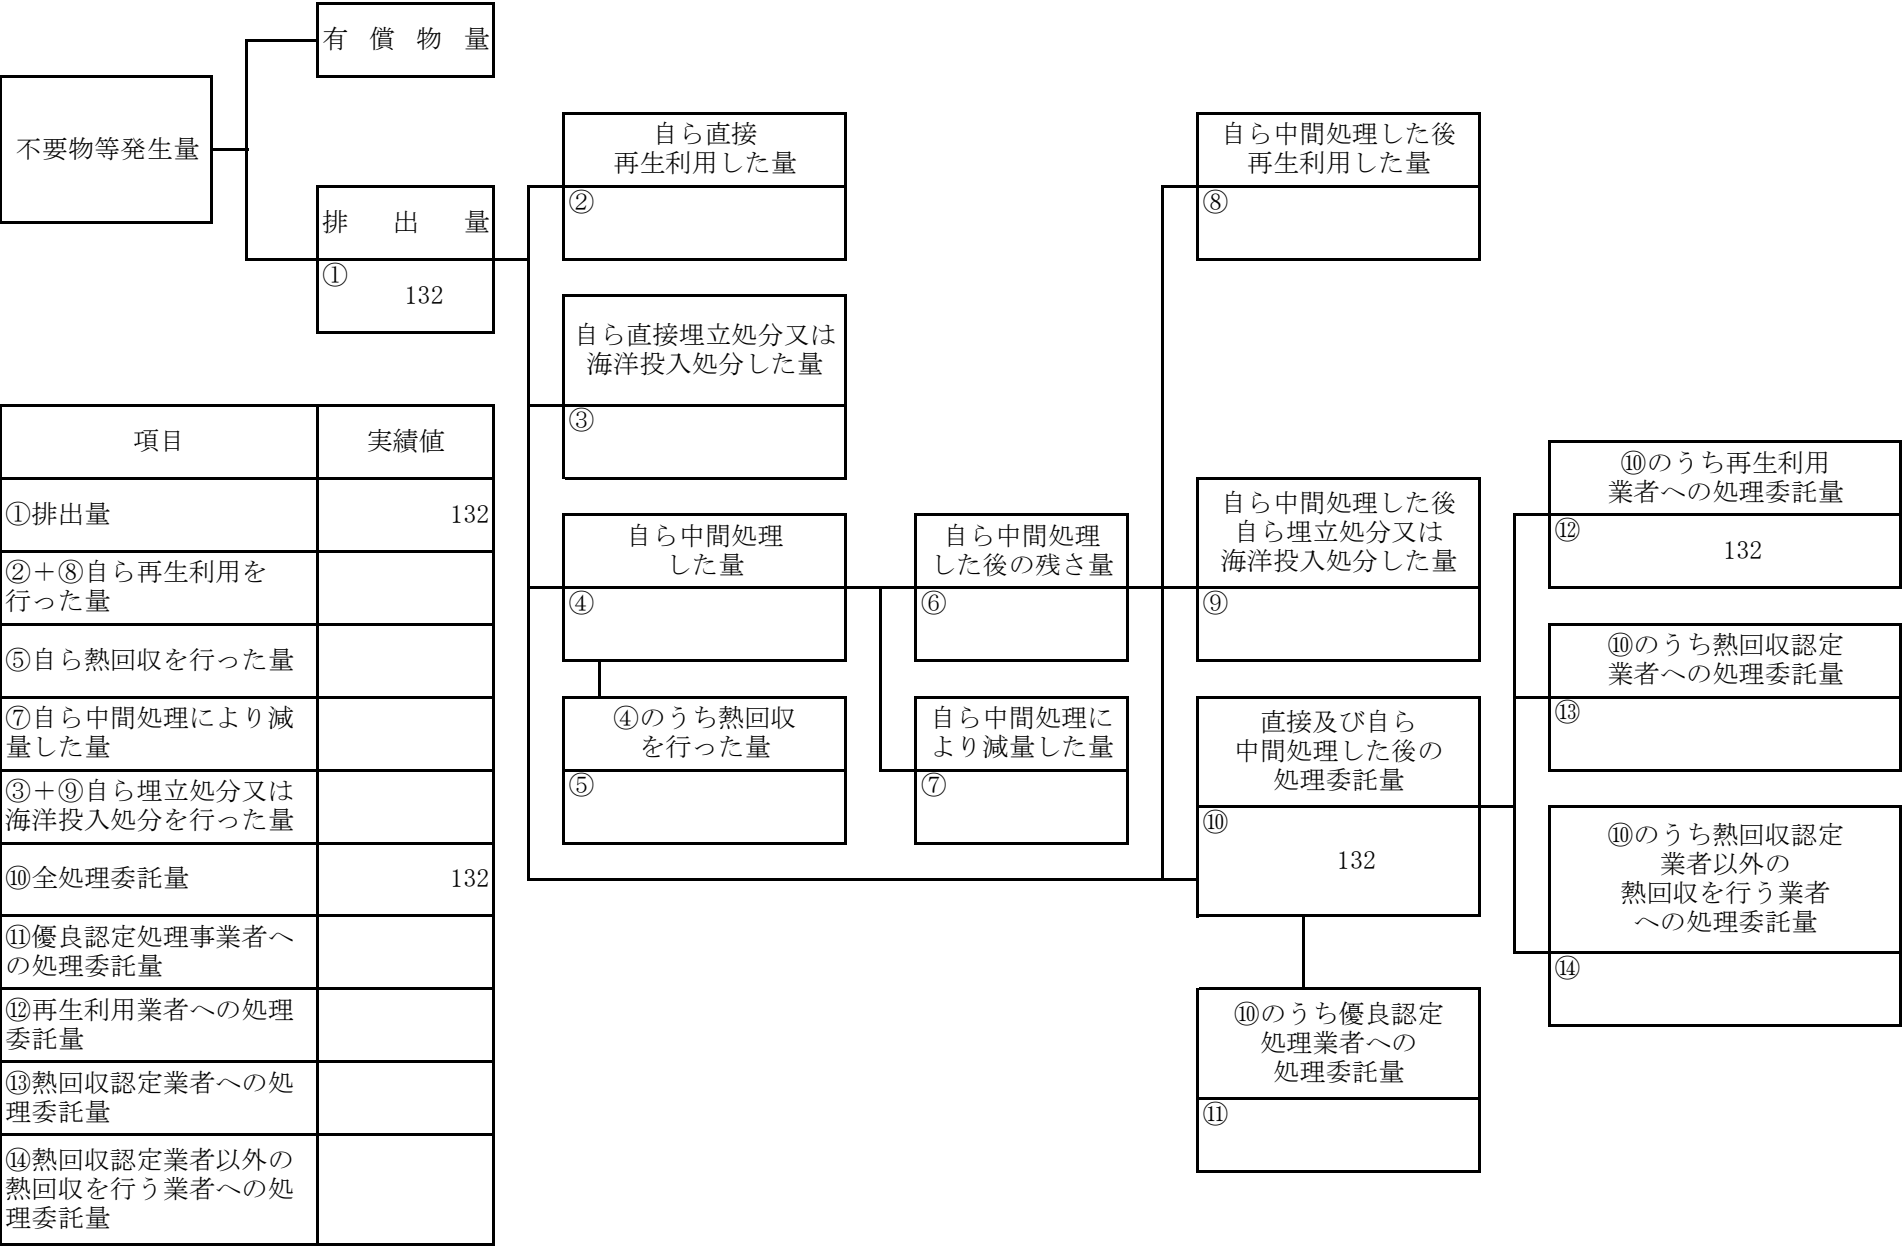 有償物量
不要物等発生量
排出量
①
132
自ら直接
再生利用した量
②
自ら直接埋立処分又は
海洋投入処分した量
③
自ら中間処理
した量
④
④のうち熱回収
を行った量
⑤
自ら中間処理
した後の残さ量
⑥
自ら中間処理に
より減量した量
⑦
自ら中間処理した後
再生利用した量
⑧
自ら中間処理した後
自ら埋立処分又は
海洋投入処分した量
⑨
直接及び自ら
中間処理した後の
処理委託量
⑩
132
⑩のうち優良認定
処理業者への
処理委託量
⑪
⑩のうち再生利用
業者への処理委託量
⑫
132
⑩のうち熱回収認定
業者への処理委託量
⑬
⑩のうち熱回収認定
業者以外の
熱回収を行う業者
への処理委託量
⑭
項目 実績値
①排出量 132
②＋⑧自ら再生利用を
行った量
⑤自ら熱回収を行った量
⑦自ら中間処理により減
量した量
③＋⑨自ら埋立処分又は
海洋投入処分を行った量
⑩全処理委託量 132
⑪優良認定処理事業者へ
の処理委託量
⑫再生利用業者への処理
委託量
⑬熱回収認定業者への処
理委託量
⑭熱回収認定業者以外の
熱回収を行う業者への処
理委託量